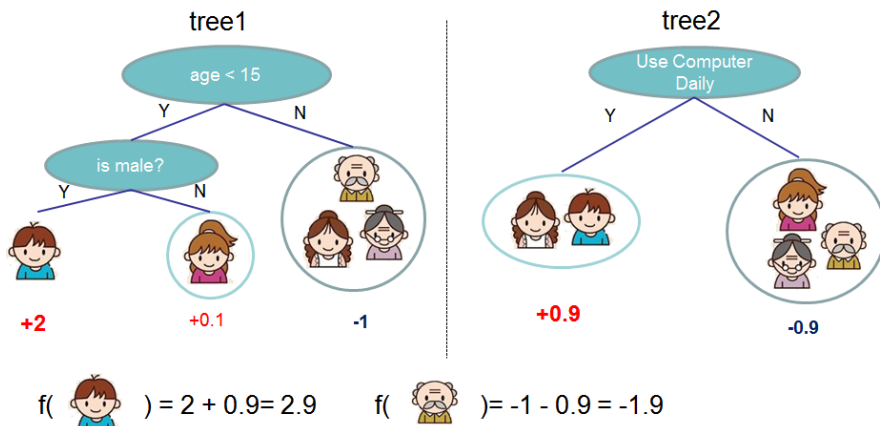 tree1
tree2
age < 15
Use Computer
Daily
Y
N
Y
N
is male?
Y
N
+2
+0.1
-1
+0.9
-0.9
f( ) = 2 + 0.9= 2.9
f( )= -1 - 0.9 = -1.9